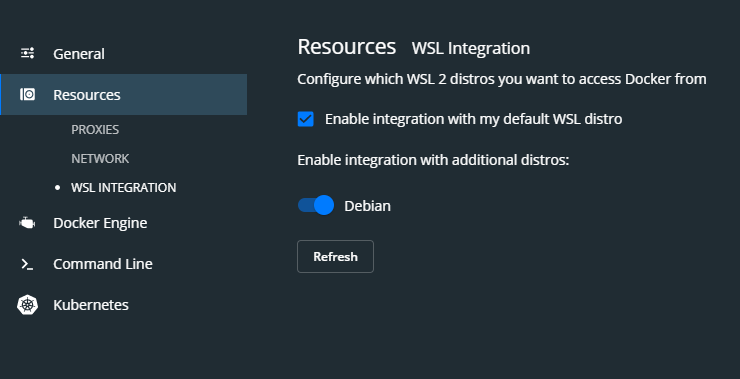 General
Resources
PROXIES
NETWORK
WSL INTEGRATION
Docker Engine
Command Line
Kubernetes
Resources WSL Integration
Configure which WSL 2 distros you want to access Docker from
Enable integration with my default WSL distro
Enable integration with additional distros:
Debian
Refresh